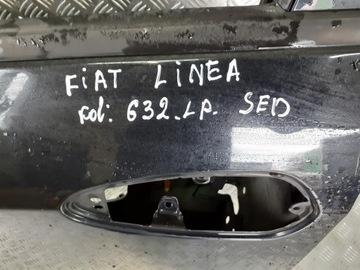 FIAT LINEA
kol: 632. LP. SED